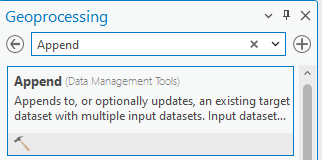 Geoprocessing
Append
Append (Data Management Tools)
Appends to, or optionally updates, an existing target
dataset with multiple input datasets. Input dataset...